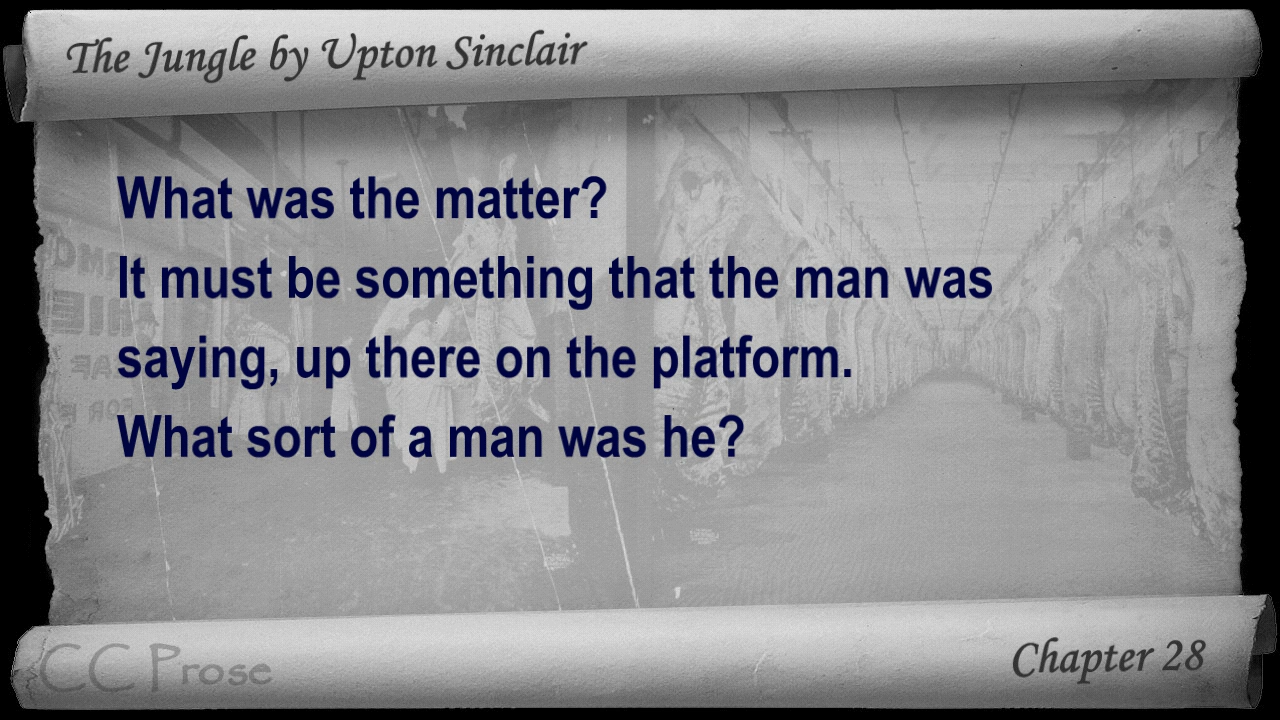 The Jungle by Upton Sinclair
What was the matter?
It must be something that the man was
saying, up there on the platform.
What sort of a man was he?
CC Prose
Chapter 28